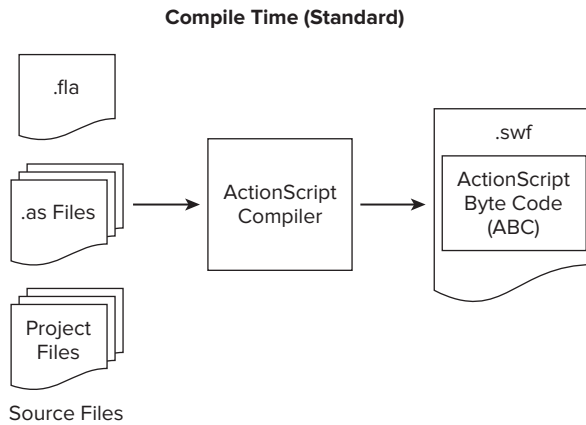 Compile Time (Standard)
.fla
.as Files
Project
Files
Source Files
ActionScript
Compiler
.swf
ActionScript
Byte Code
(ABC)